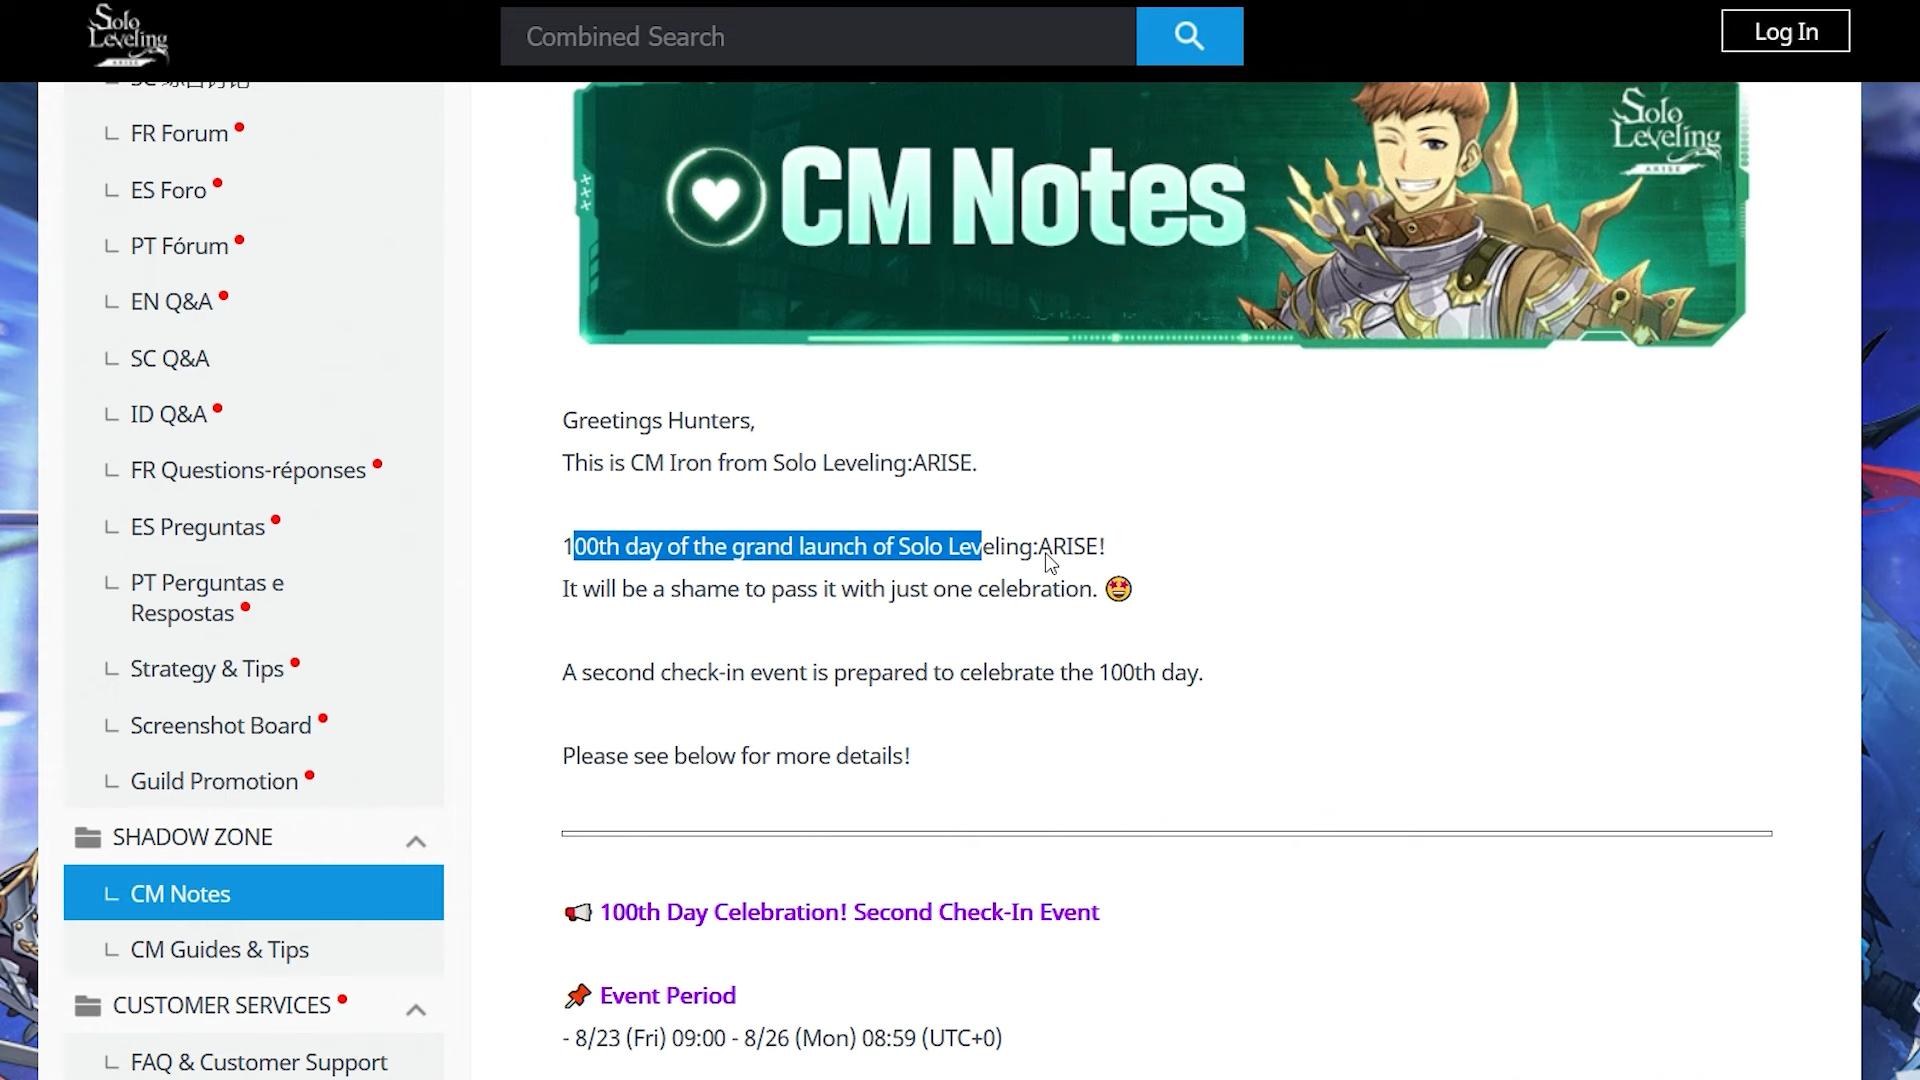 Solo
Leveling
ARISE
Combined Search
Log In
FR Forum
ES Foro
PT Fórum
EN Q&A
SC Q&A
ID Q&A
FR Questions-réponses
ES Preguntas
PT Perguntas e
Respostas
Strategy & Tips
Screenshot Board
Guild Promotion
SHADOW ZONE
CM Notes
CM Guides & Tips
CUSTOMER SERVICES
FAQ & Customer Support
CM Notes
Solo
Leveling
ARISE
Greetings Hunters,
This is CM Iron from Solo Leveling:ARISE.
100th day of the grand launch of Solo Leveling:ARISE!
It will be a shame to pass it with just one celebration. 🤩
A second check-in event is prepared to celebrate the 100th day.
Please see below for more details!
📢 100th Day Celebration! Second Check-In Event
📌 Event Period
- 8/23 (Fri) 09:00 - 8/26 (Mon) 08:59 (UTC+0)